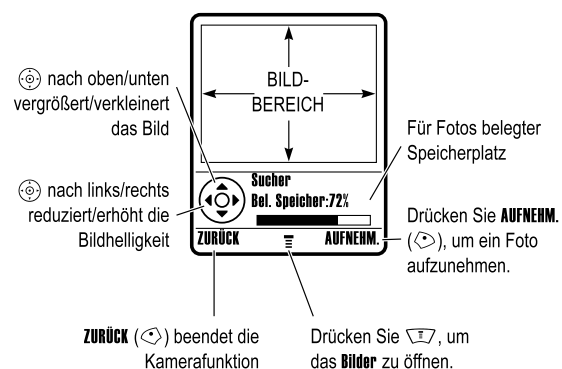 nach oben/unten
vergrößert/verkleinert
das Bild
BILD-
BEREICH
Für Fotos belegter
Speicherplatz
nach links/rechts
reduziert/erhöht die
Bildhelligkeit
Sucher
Bel. Speicher:72%
ZURÜCK
AUFNEHM.
Drücken Sie AUFNEHM.
( ), um ein Foto
aufzunehmen.
ZURÜCK ( ) beendet die
Kamerafunktion
Drücken Sie , um
das Bilder zu öffnen.